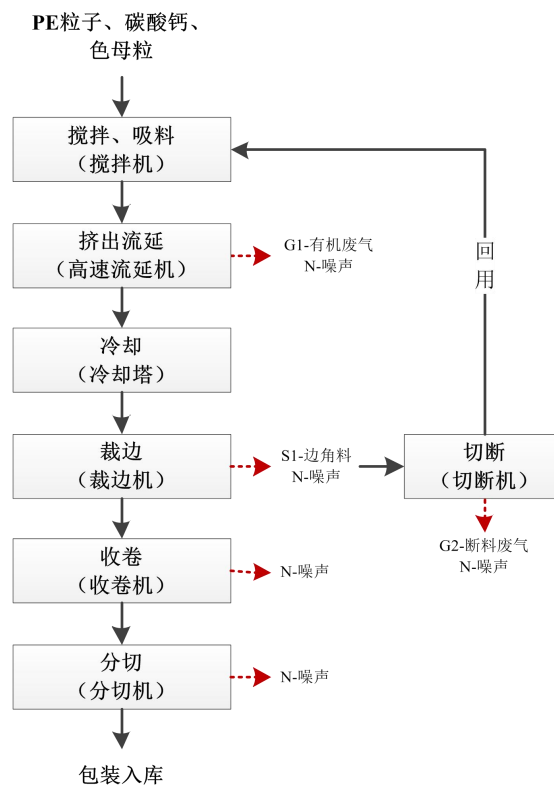 PE粒子、碳酸钙、
色母粒
搅拌、吸料
（搅拌机）
挤出流延
（高速流延机）
G1-有机废气
N-噪声
回
用
冷却
（冷却塔）
裁边
（裁边机）
S1-边角料
N-噪声
切断
（切断机）
G2-断料废气
N-噪声
收卷
（收卷机）
N-噪声
分切
（分切机）
N-噪声
包装入库